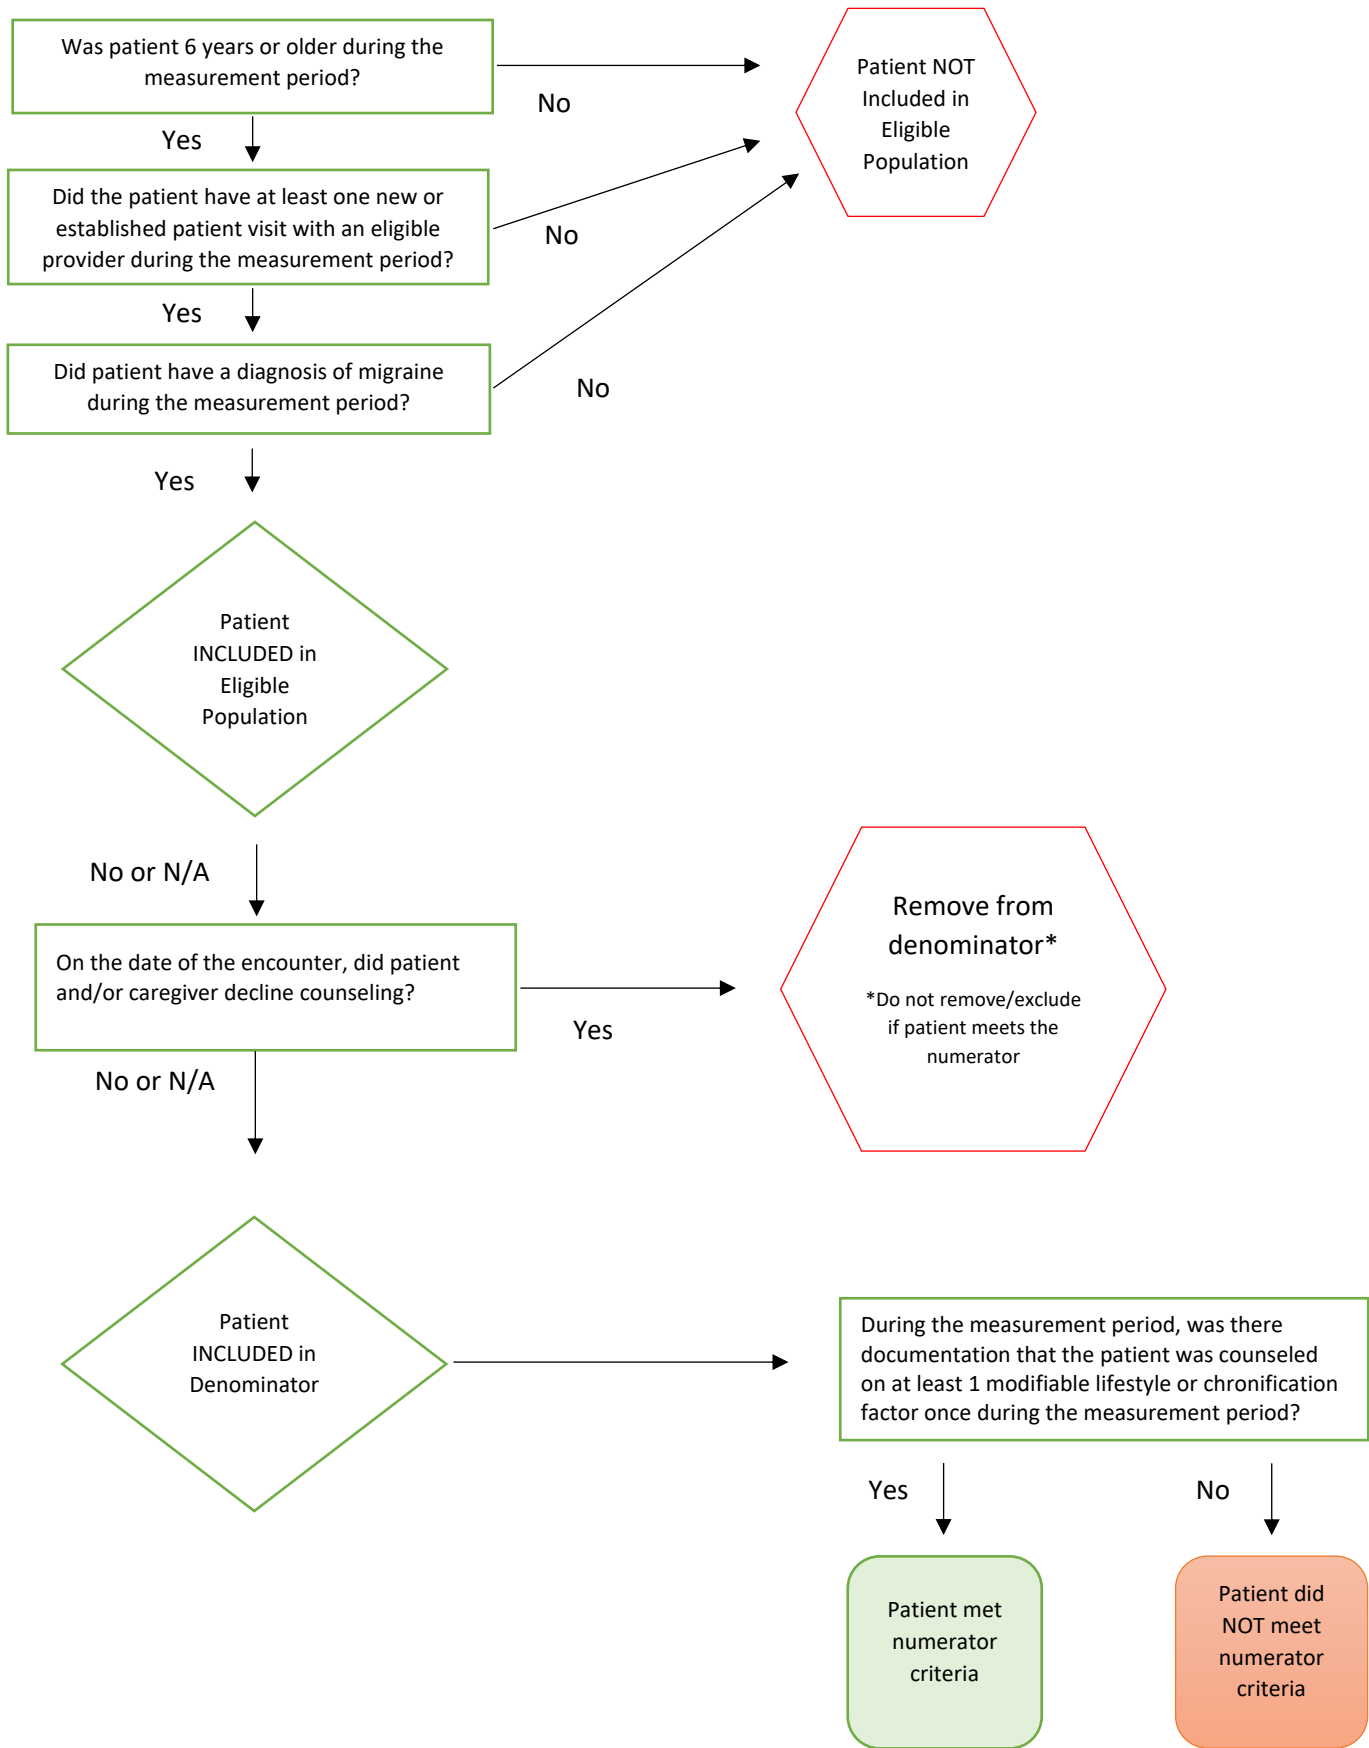 Was patient 6 years or older during the
measurement period?
No
Patient NOT
Included in
Eligible
Population
Yes
Did the patient have at least one new or
established patient visit with an eligible
provider during the measurement period?
No
Yes
Did patient have a diagnosis of migraine
during the measurement period?
No
Yes
Patient
INCLUDED in
Eligible
Population
No or N/A
On the date of the encounter, did patient
and/or caregiver decline counseling?
Yes
Remove from
denominator*
*Do not remove/exclude
if patient meets the
numerator
No or N/A
Patient
INCLUDED in
Denominator
During the measurement period, was there
documentation that the patient was counseled
on at least 1 modifiable lifestyle or chronification
factor once during the measurement period?
Yes
No
Patient met
numerator
criteria
Patient did
NOT meet
numerator
criteria